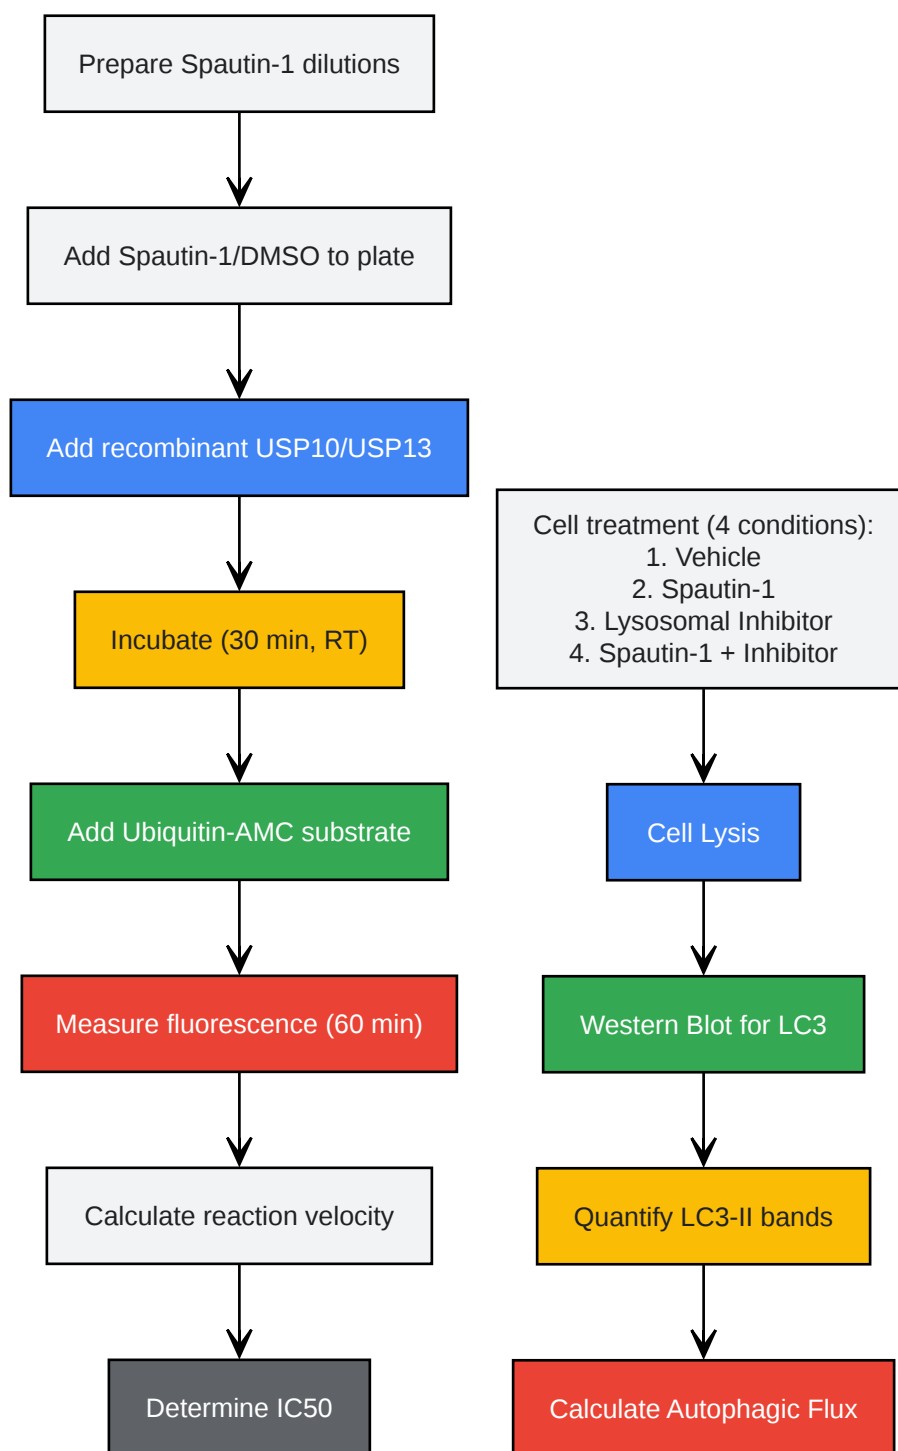 Prepare Spautin-1 dilutions
Add Spautin-1/DMSO to plate
Add recombinant USP10/USP13
Incubate (30 min, RT)
Add Ubiquitin-AMC substrate
Measure fluorescence (60 min)
Calculate reaction velocity
Determine IC50
Cell treatment (4 conditions):
1. Vehicle
2. Spautin-1
3. Lysosomal Inhibitor
4. Spautin-1 + Inhibitor
Cell Lysis
Western Blot for LC3
Quantify LC3-II bands
Calculate Autophagic Flux